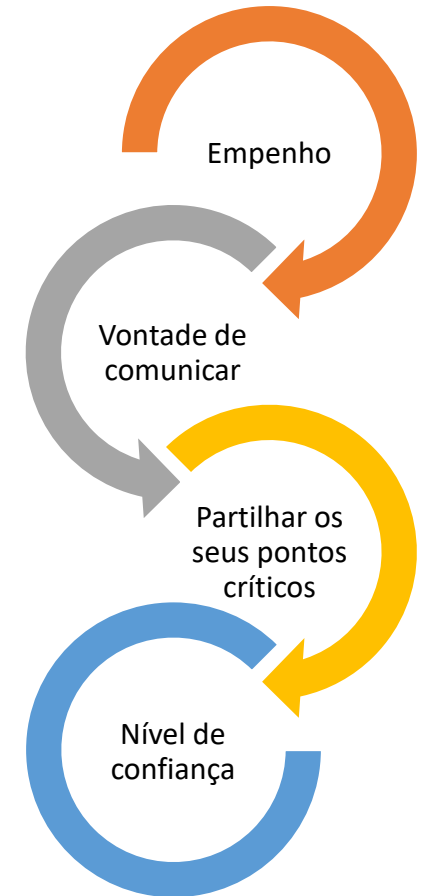 Empenho
Vontade de
comunicar
Partilhar os
seus pontos
críticos
Nível de
confiança